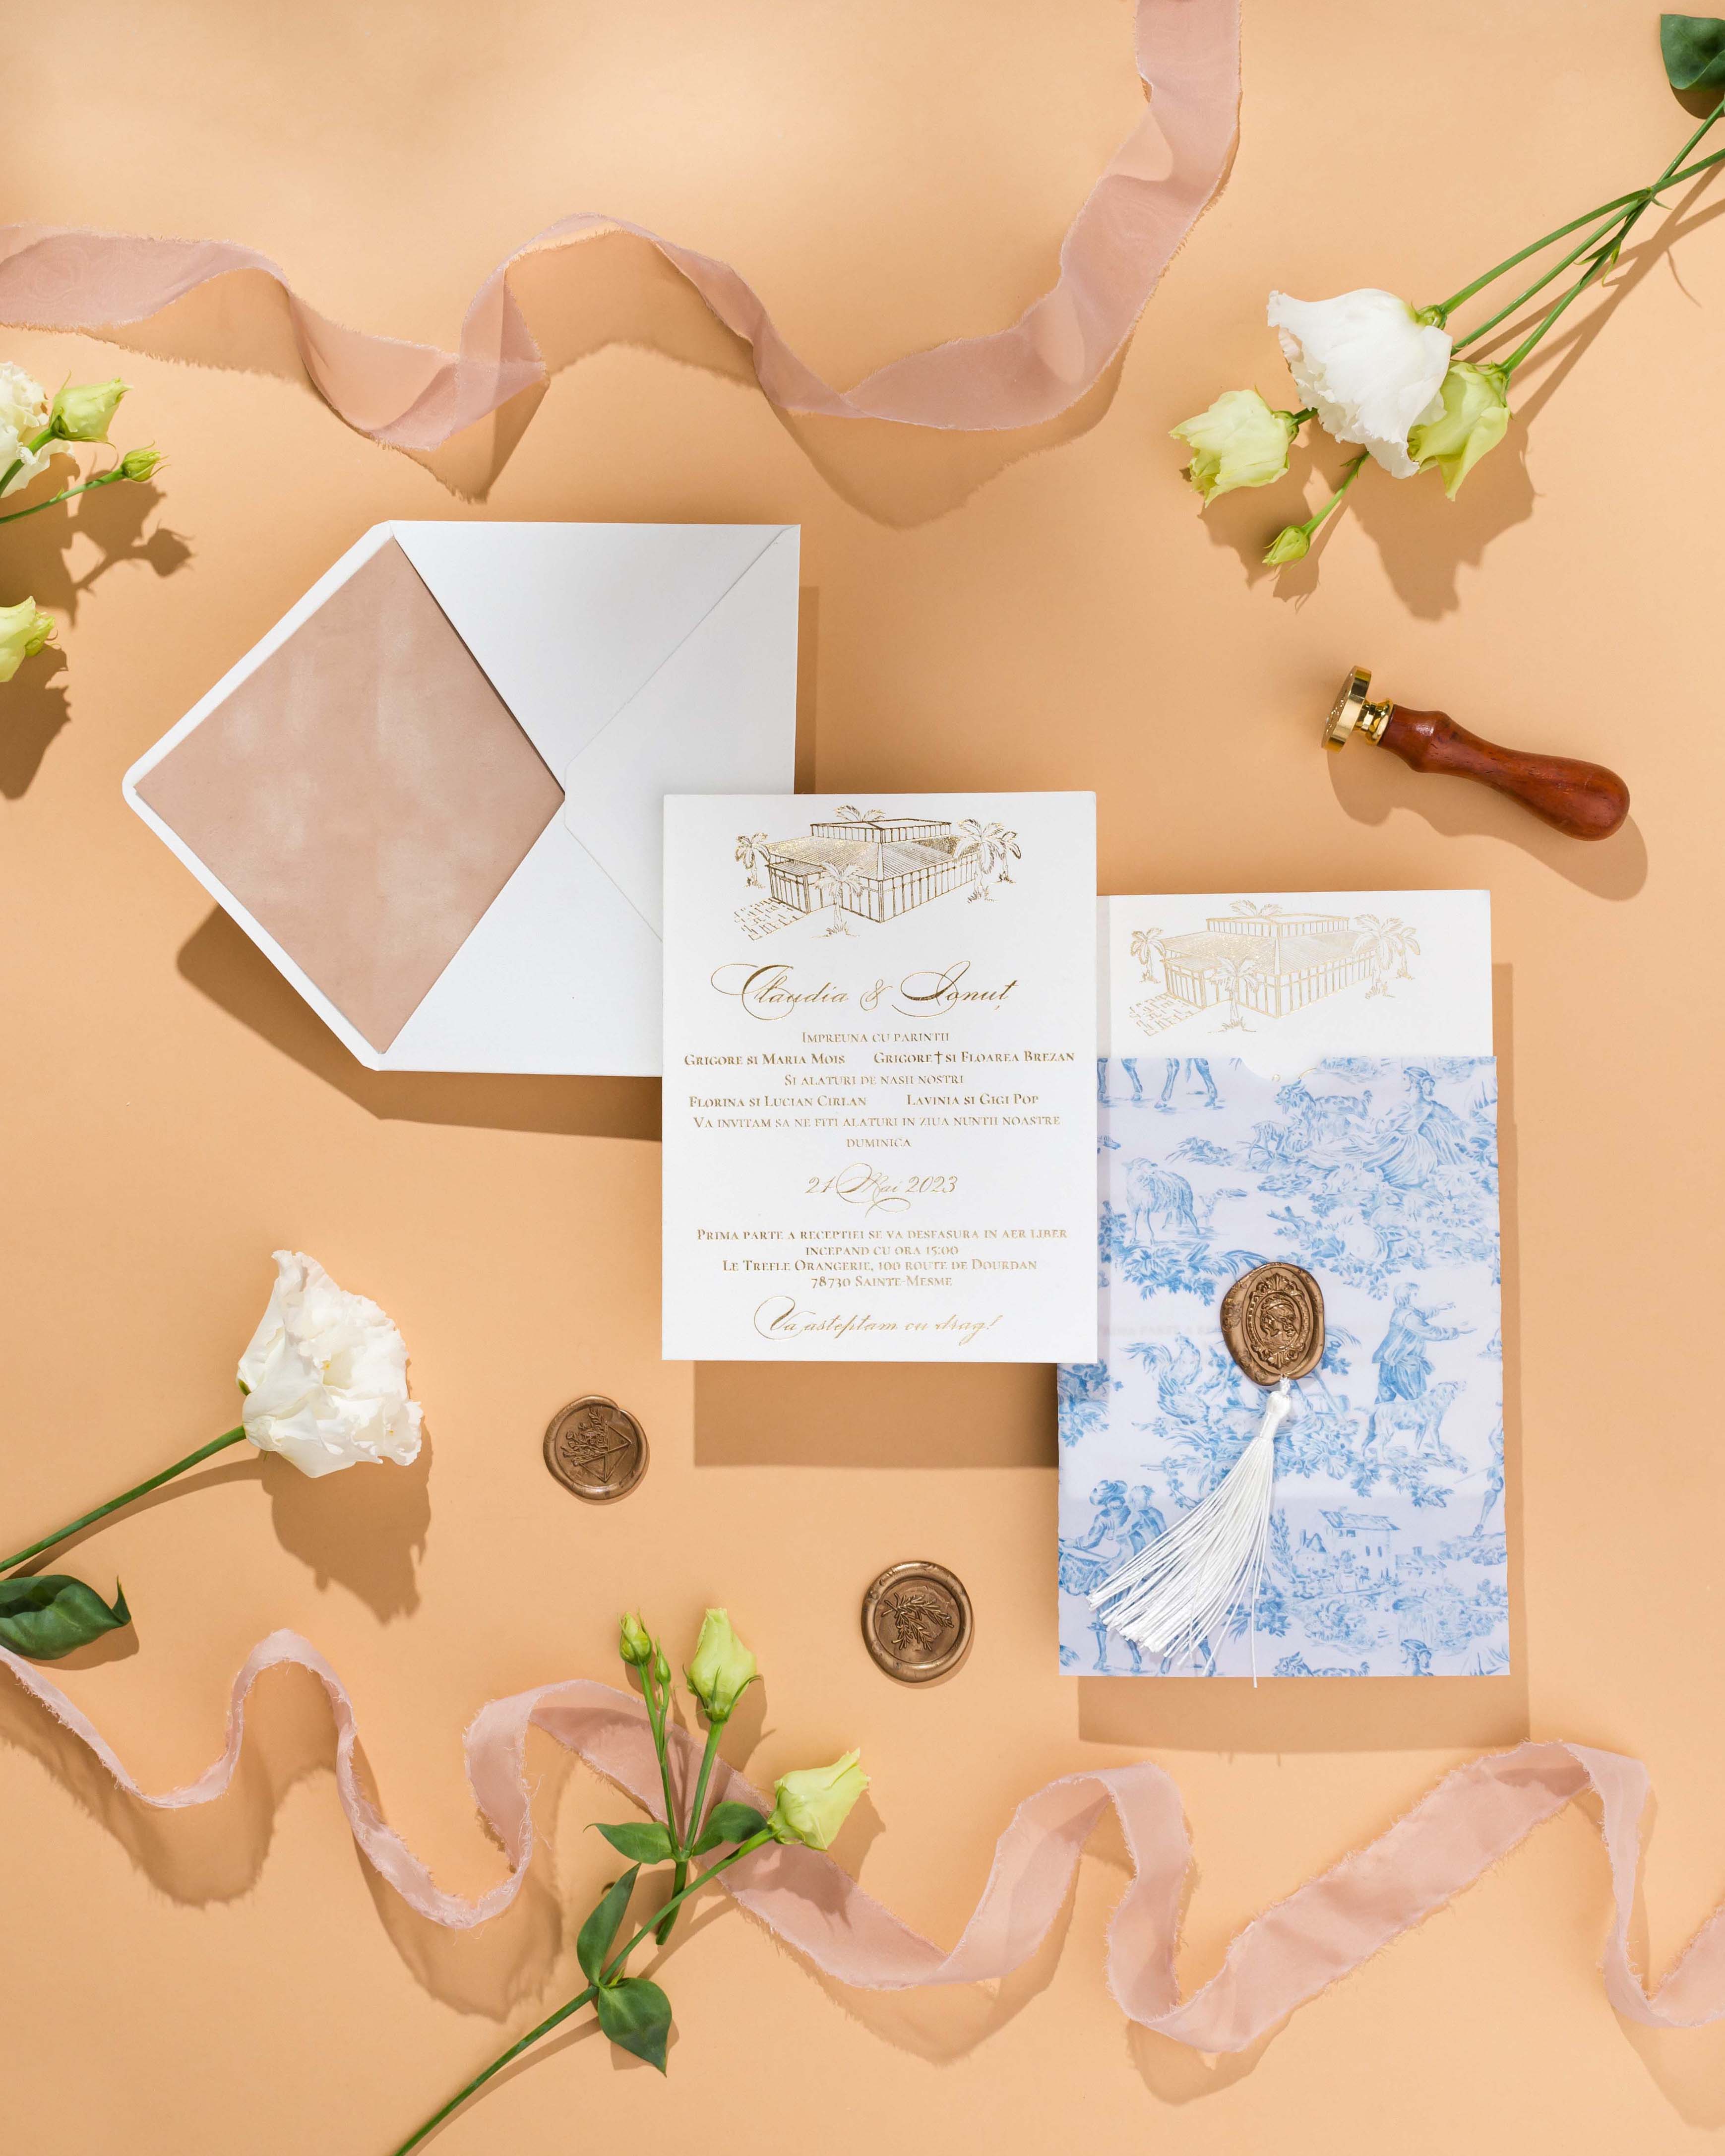 Claudia & Ionuț
Impreuna cu parintii
Grigore si Maria Mois Grigore† si Floarea Brezan
Si alaturi de nasii nostri
Florina si Lucian Cirlan Lavinia si Gigi Pop
Va invitam sa ne fiti alaturi in ziua nuntii noastre
duminica
21 Mai 2023
Prima parte a receptiei se va desfasura in aer liber
incepand cu ora 15:00
Le Trefle Orangerie, 100 route de Dourdan
78730 Sainte-Mesme
Va asteptam cu drag!